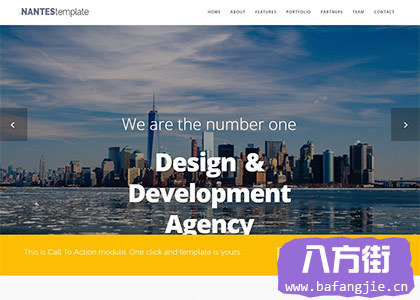 NANTEStemplate
HOME ABOUT FEATURES PORTFOLIO PARTNERS TEAM CONTACT
We are the number one
Design &
Development
Agency
This is Call To Action module. One click and template is yours.
八方街
www.bafangjie.cn